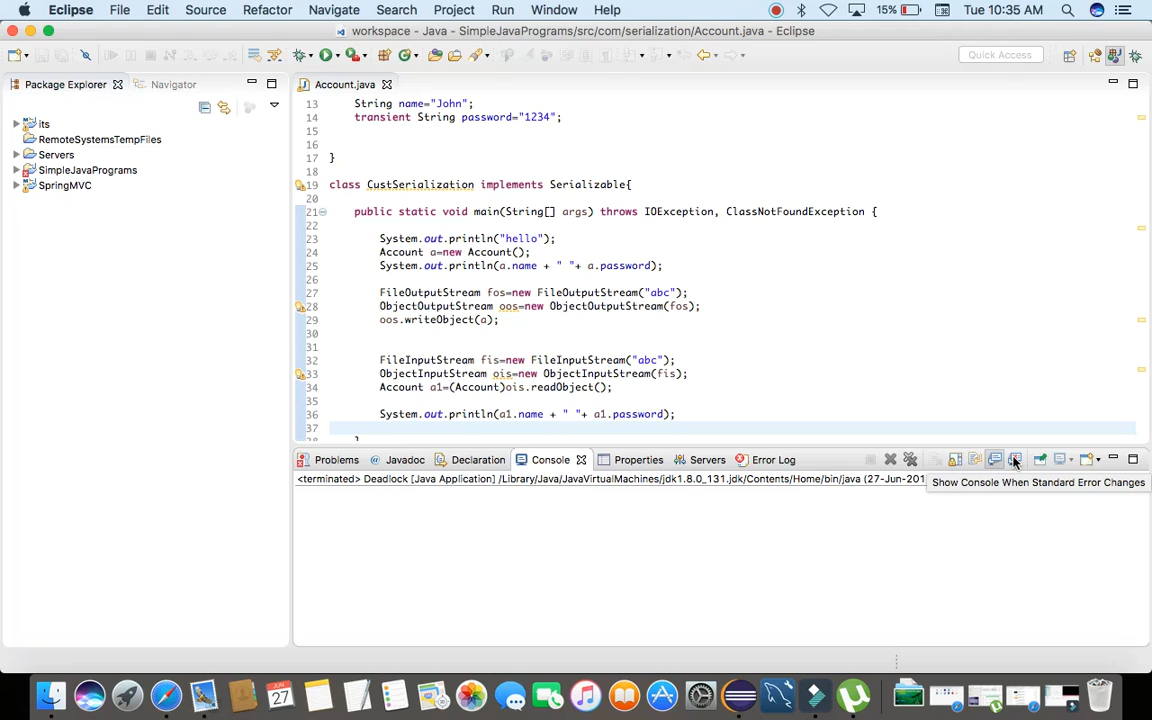 Eclipse File Edit Source Refactor Navigate Search Project Run Window Help 15% Tue 10:35 AM
workspace - Java - SimpleJavaPrograms/src/com/serialization/Account.java - Eclipse
Quick Access
Package Explorer Navigator
its
RemoteSystemsTempFiles
Servers
SimpleJavaPrograms
SpringMVC
Account.java
13 String name="John";
14 transient String password="1234";
15
16
17 }
18
19 class CustSerialization implements Serializable{
20
21 public static void main(String[] args) throws IOException, ClassNotFoundException {
22
23 System.out.println("hello");
24 Account a=new Account();
25 System.out.println(a.name + " "+ a.password);
26
27 FileOutputStream fos=new FileOutputStream("abc");
28 ObjectOutputStream oos=new ObjectOutputStream(fos);
29 oos.writeObject(a);
30
31
32 FileInputStream fis=new FileInputStream("abc");
33 ObjectInputStream ois=new ObjectInputStream(fis);
34 Account a1=(Account)ois.readObject();
35
36 System.out.println(a1.name + " "+ a1.password);
37
38 }
Problems Javadoc Declaration Console Properties Servers Error Log
<terminated> Deadlock [Java Application] /Library/Java/JavaVirtualMachines/jdk1.8.0_131.jdk/Contents/Home/bin/java (27-Jun-201
Show Console When Standard Error Changes
27